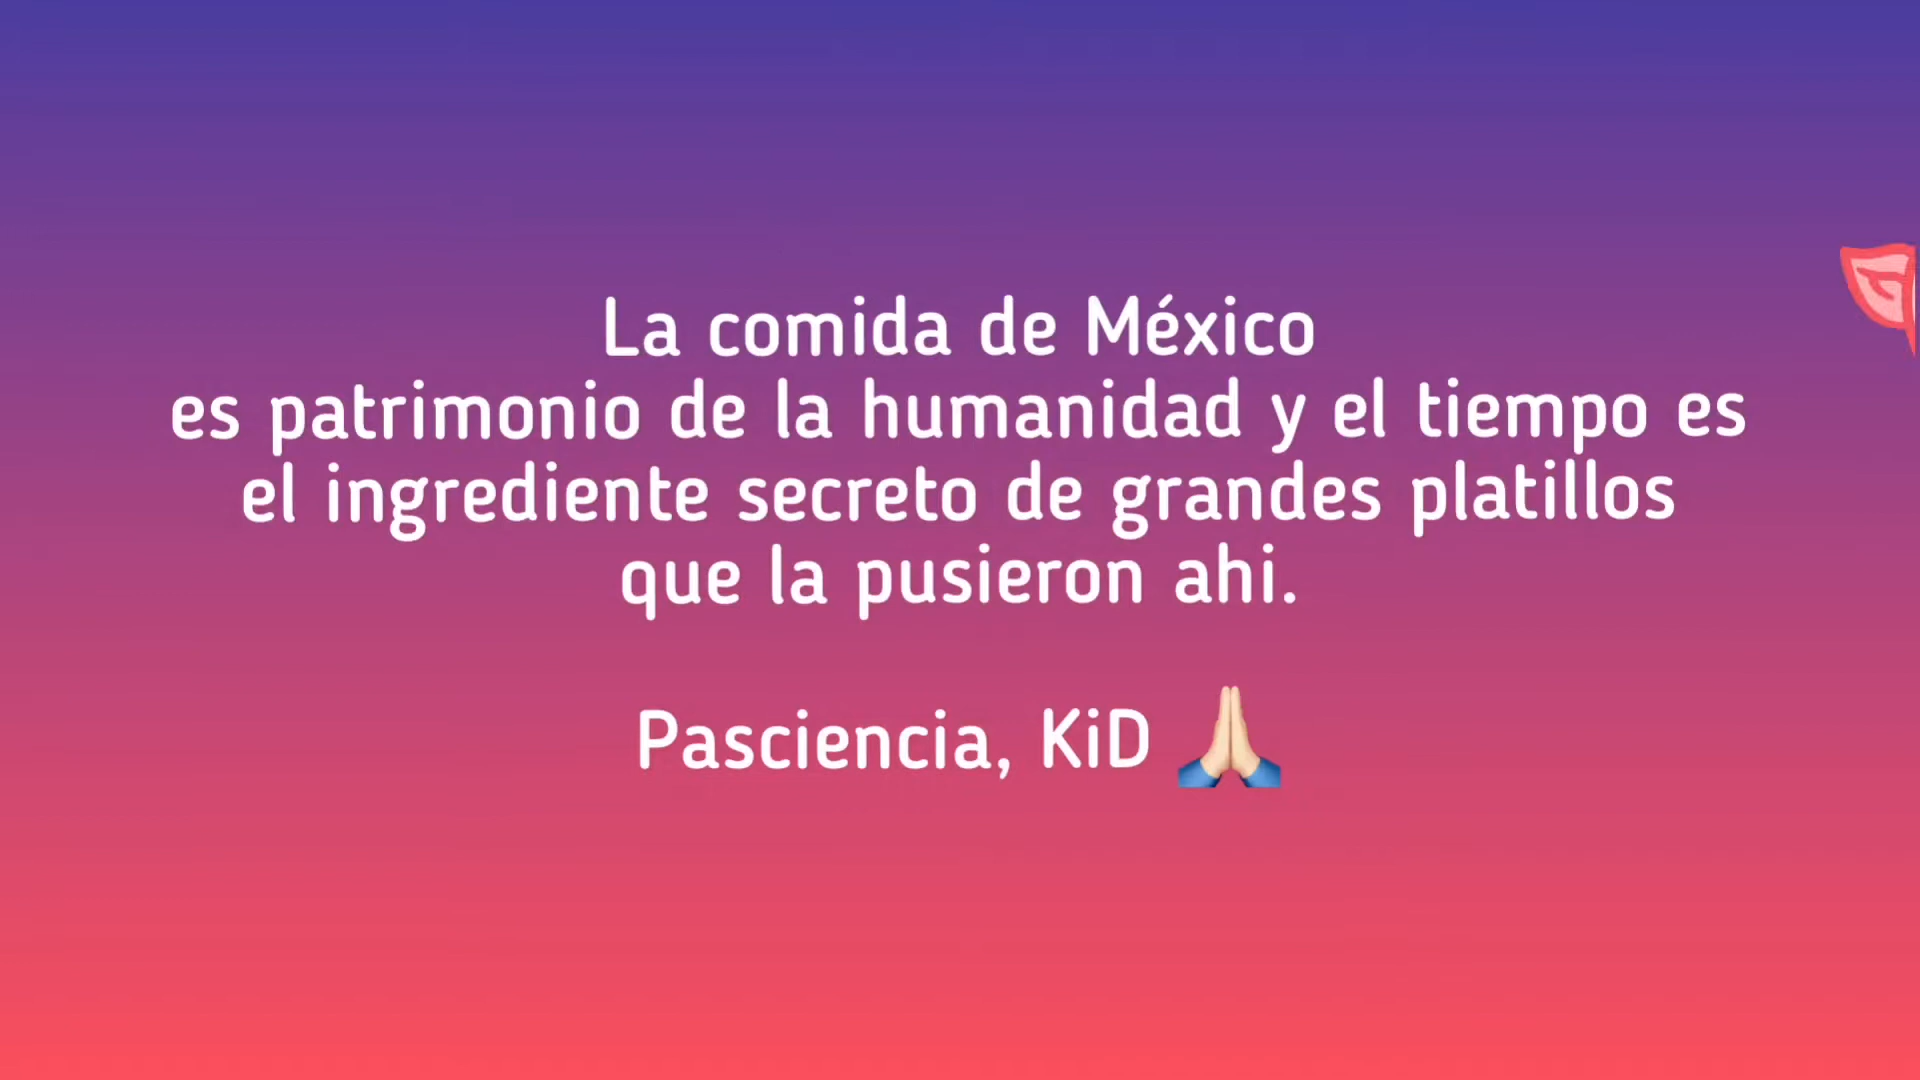 La comida de México
es patrimonio de la humanidad y el tiempo es
el ingrediente secreto de grandes platillos
que la pusieron ahi.
Pasciencia, KiD 🙏🏻